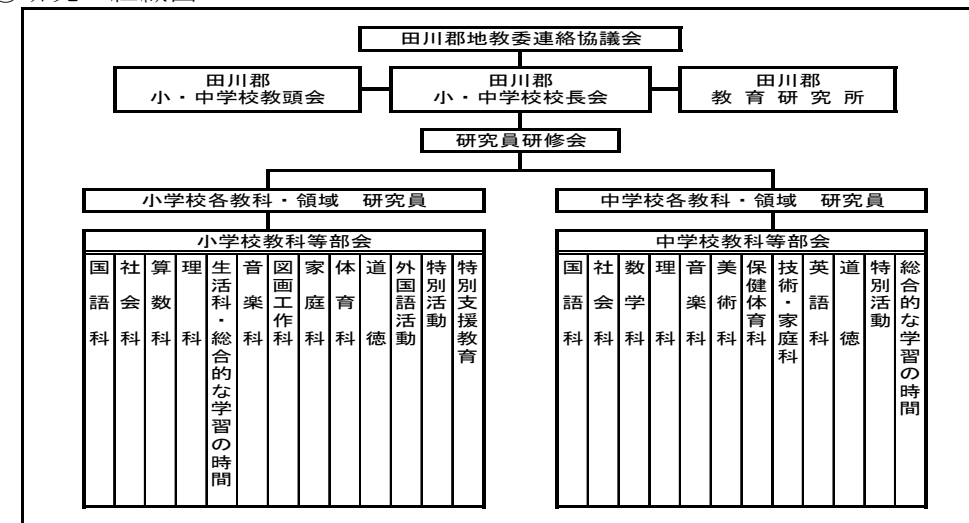 田川郡地教委連絡協議会
田川郡
小・中学校教頭会
田川郡
小・中学校校長会
田川郡
教育研究所
研究員研修会
小学校各教科・領域　研究員
中学校各教科・領域　研究員
小学校教科等部会
国語科
社会科
算数科
理科
生活科・総合的な学習の時間
音楽科
図画工作科
家庭科
体育科
道徳
外国語活動
特別活動
特別支援教育
中学校教科等部会
国語科
社会科
数学科
理科
音楽科
美術科
保健体育科
技術・家庭科
英語科
道徳
特別活動
総合的な学習の時間